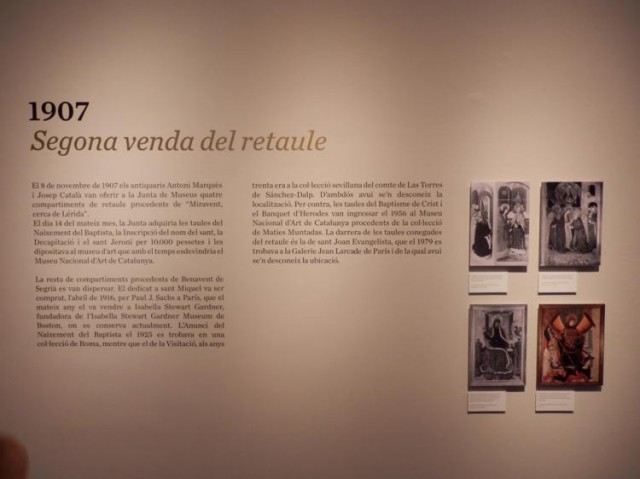 1907
Segona venda del retaule
El 8 de novembre de 1907 els antiquaris Antoni Marquès
i Josep Català van oferir a la Junta de Museus quatre
compartiments de retaule procedents de "Miravent,
cerca de Lérida".
El dia 14 del mateix mes, la Junta adquiria les taules del
Naixement del Baptista, la Inscripció del nom del sant, la
Decapitació i el sant Jeroni per 10.000 pessetes i les
dipositava al museu d'art que amb el temps esdevindria el
Museu Nacional d'Art de Catalunya.
La resta de compartiments procedents de Benavent de
Segrià es van dispersar. El dedicat a sant Miquel va ser
comprat, l'abril de 1916, per Paul J. Sachs a París, que el
mateix any el va vendre a Isabella Stewart Gardner,
fundadora de l'Isabella Stewart Gardner Museum de
Boston, on es conserva actualment. L'Anunci del
Naixement del Baptista el 1925 es trobava en una
col·lecció de Roma, mentre que el de la Visitació, als anys
trenta era a la col·lecció sevillana del comte de Las Torres
de Sánchez-Dalp. D'ambdós avui se'n desconeix la
localització. Per contra, les taules del Baptisme de Crist i
el Banquet d'Herodes van ingressar el 1956 al Museu
Nacional d'Art de Catalunya procedents de la col·lecció
de Maties Muntadas. La darrera de les taules conegudes
del retaule és la de sant Joan Evangelista, que el 1979 es
trobava a la Galerie Jean Larcade de París i de la qual avui
se'n desconeix la ubicació.